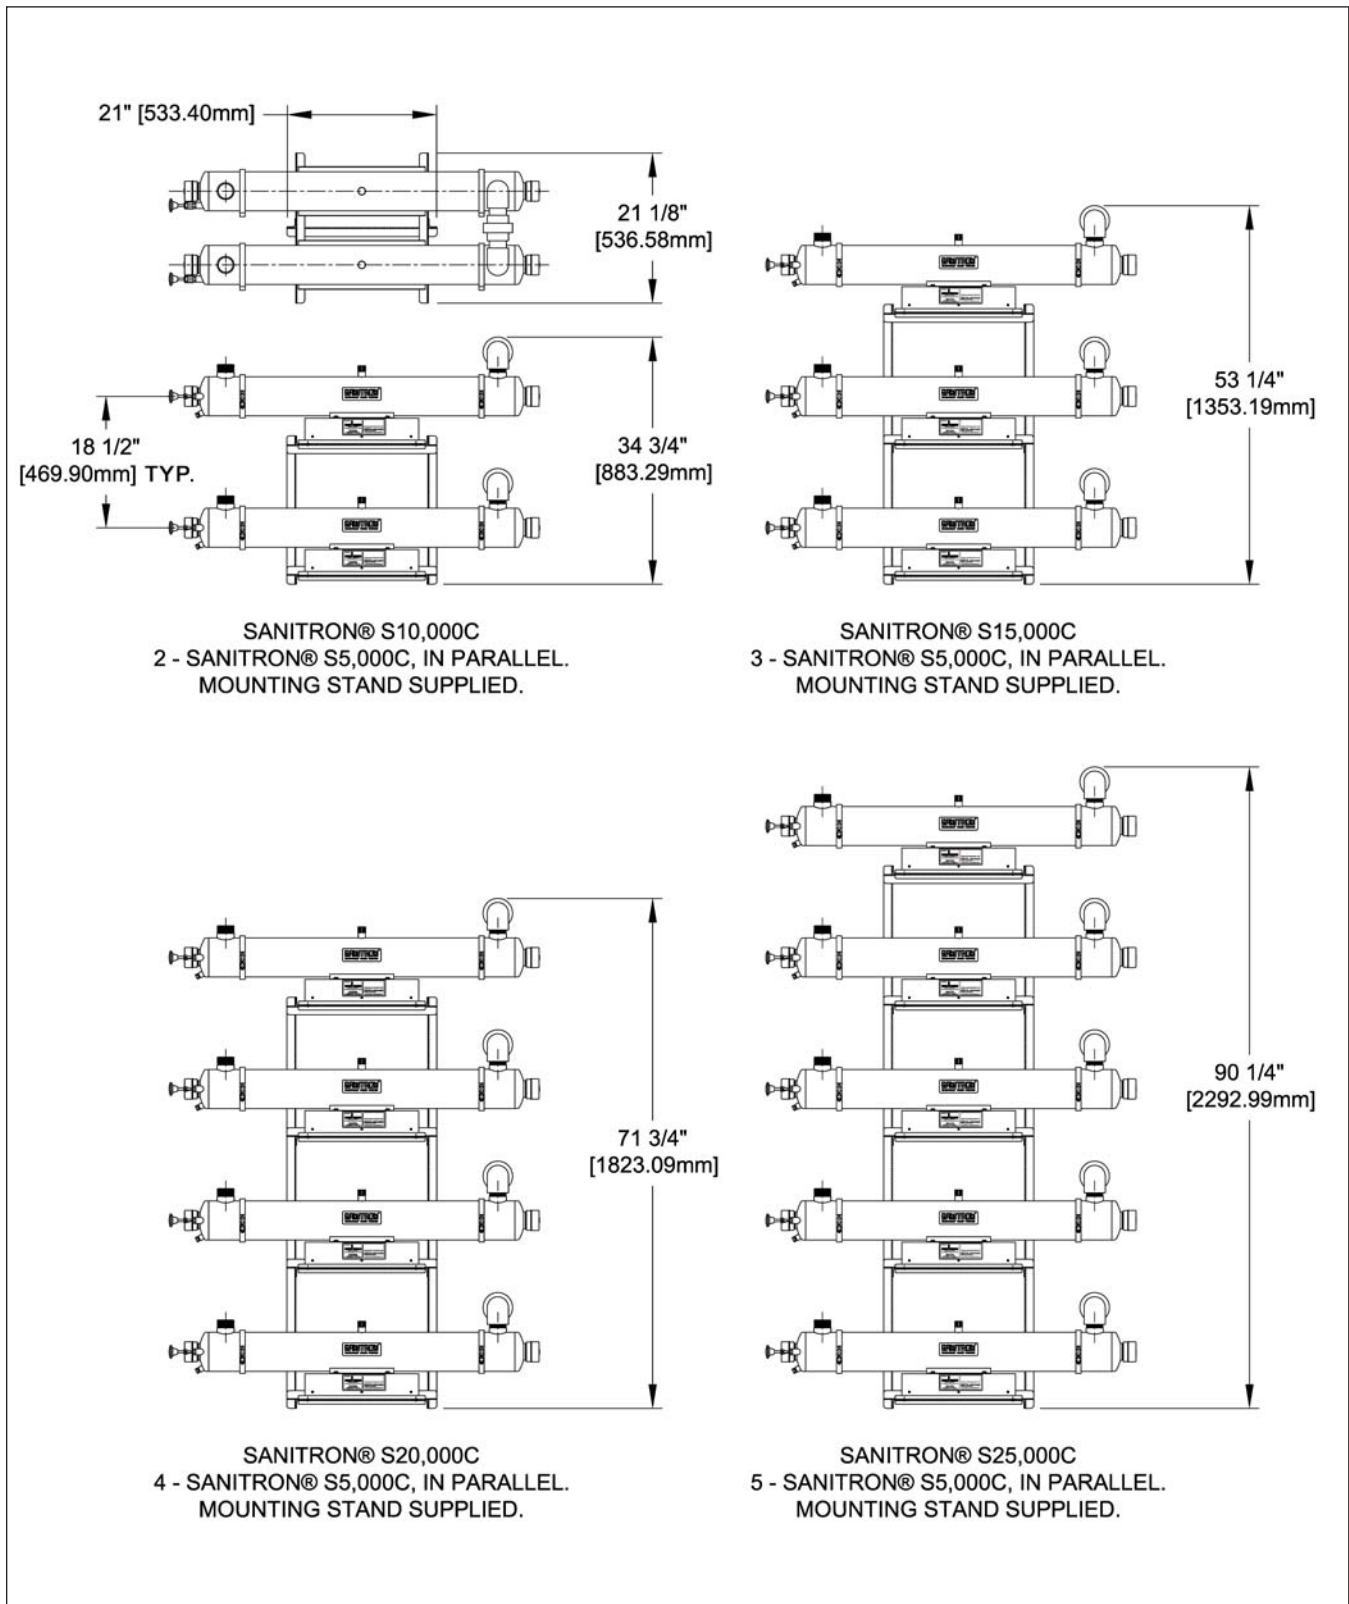 21" [533.40mm]
21 1/8"
[536.58mm]
18 1/2"
[469.90mm] TYP.
34 3/4"
[883.29mm]
53 1/4"
[1353.19mm]
SANITRON® S10,000C
2 - SANITRON® S5,000C, IN PARALLEL.
MOUNTING STAND SUPPLIED.
SANITRON® S15,000C
3 - SANITRON® S5,000C, IN PARALLEL.
MOUNTING STAND SUPPLIED.
71 3/4"
[1823.09mm]
90 1/4"
[2292.99mm]
SANITRON® S20,000C
4 - SANITRON® S5,000C, IN PARALLEL.
MOUNTING STAND SUPPLIED.
SANITRON® S25,000C
5 - SANITRON® S5,000C, IN PARALLEL.
MOUNTING STAND SUPPLIED.